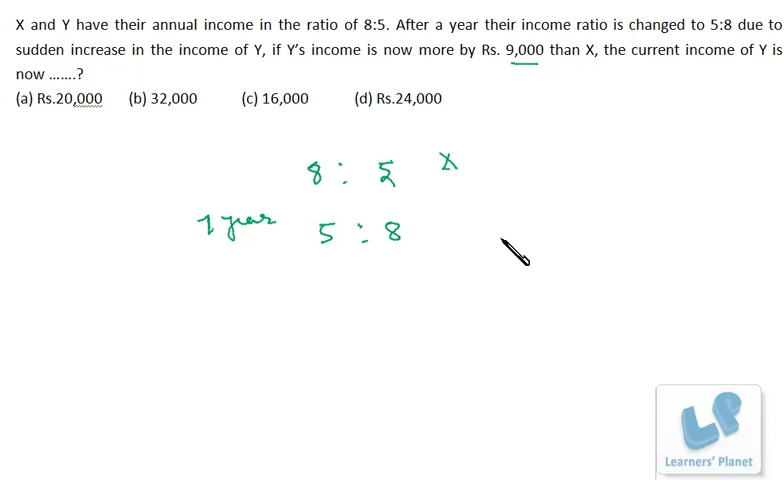 X and Y have their annual income in the ratio of 8:5. After a year their income ratio is changed to 5:8 due to
sudden increase in the income of Y, if Y's income is now more by Rs. 9,000 than X, the current income of Y is
now .......?
(a) Rs.20,000 (b) 32,000 (c) 16,000 (d) Rs.24,000
8 : 5 X
1 year 5 : 8
LP
Learners' Planet